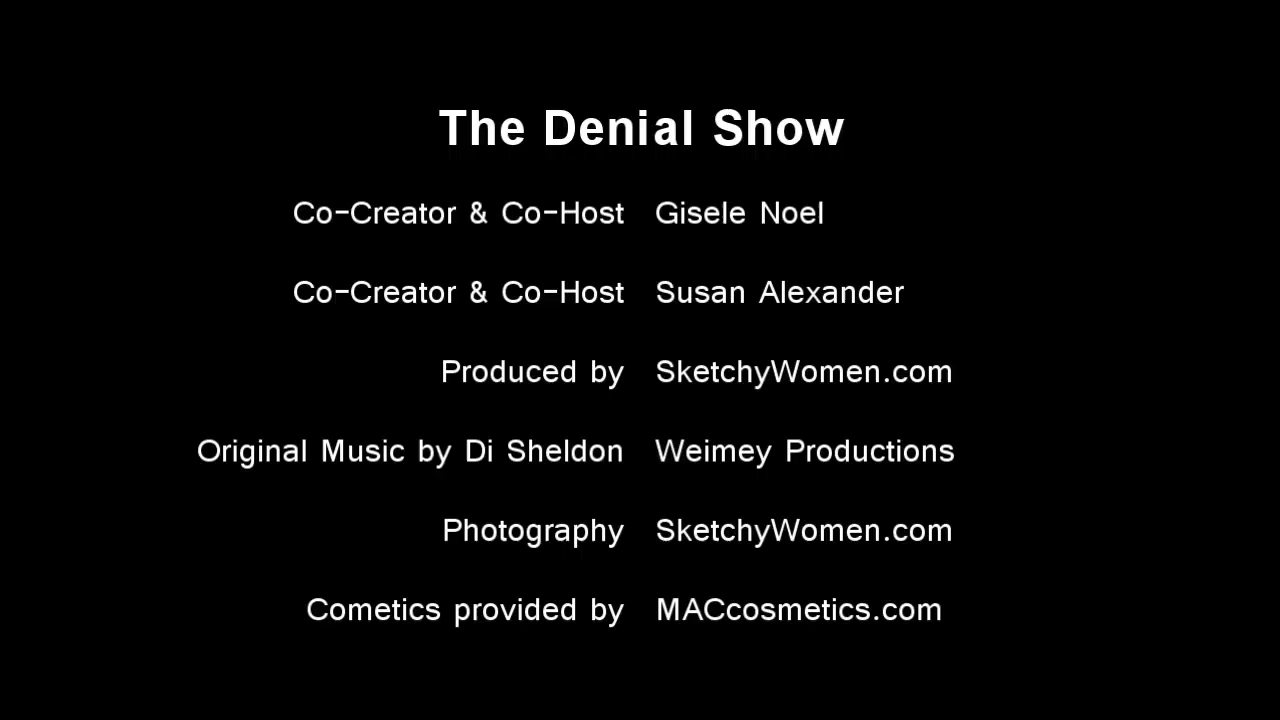 The Denial Show
Co-Creator & Co-Host Gisele Noel
Co-Creator & Co-Host Susan Alexander
Produced by SketchyWomen.com
Original Music by Di Sheldon Weimey Productions
Photography SketchyWomen.com
Cometics provided by MACcosmetics.com